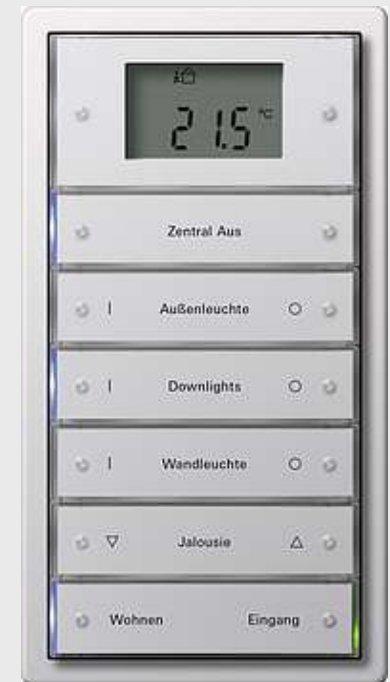 21.5 °C
Zentral Aus
I Außenleuchte O
I Downlights O
I Wandleuchte O
▽ Jalousie △
Wohnen Eingang